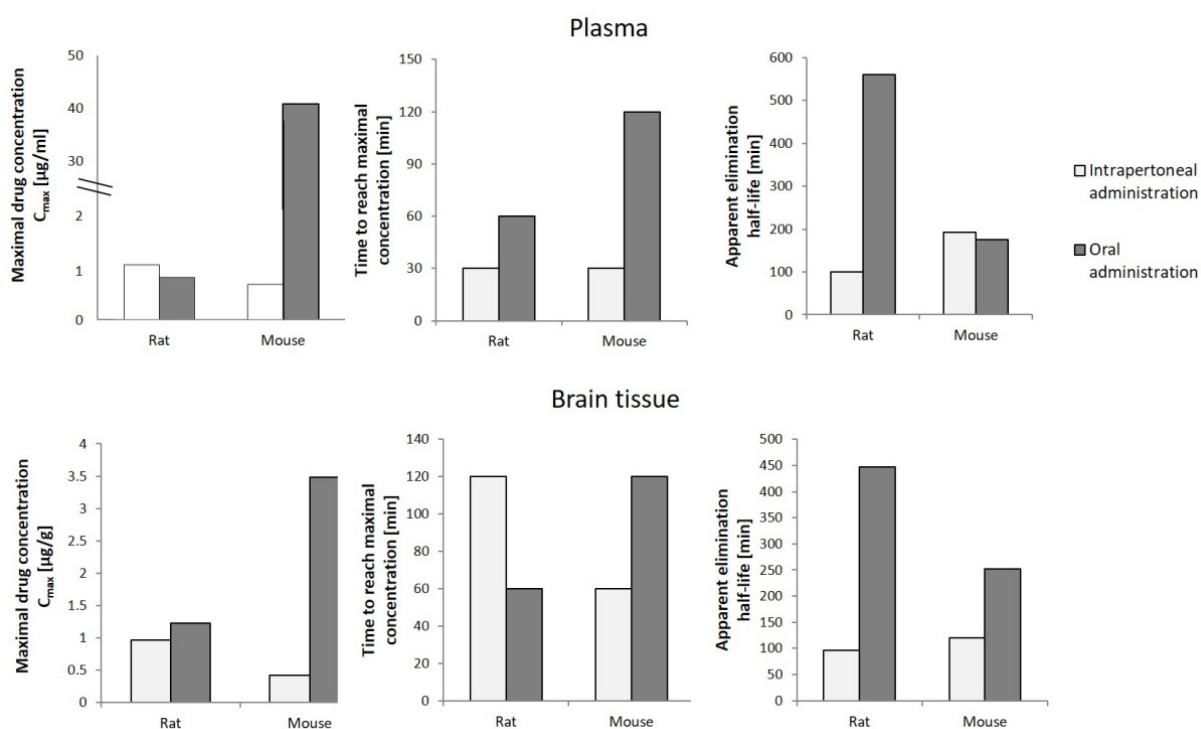 Plasma
Maximal drug concentration
Cmax [µg/ml]
50
40
30
2
1
0
Rat
Mouse
Time to reach maximal
concentration [min]
150
120
90
60
30
0
Rat
Mouse
Apparent elimination
half-life [min]
600
500
400
300
200
100
0
Rat
Mouse
Intrapertoneal
administration
Oral
administration
Brain tissue
Maximal drug concentration
Cmax [µg/g]
4
3.5
3
2.5
2
1.5
1
0.5
0
Rat
Mouse
Time to reach maximal
concentration [min]
140
120
100
80
60
40
20
0
Rat
Mouse
Apparent elimination
half-life [min]
500
450
400
350
300
250
200
150
100
50
0
Rat
Mouse